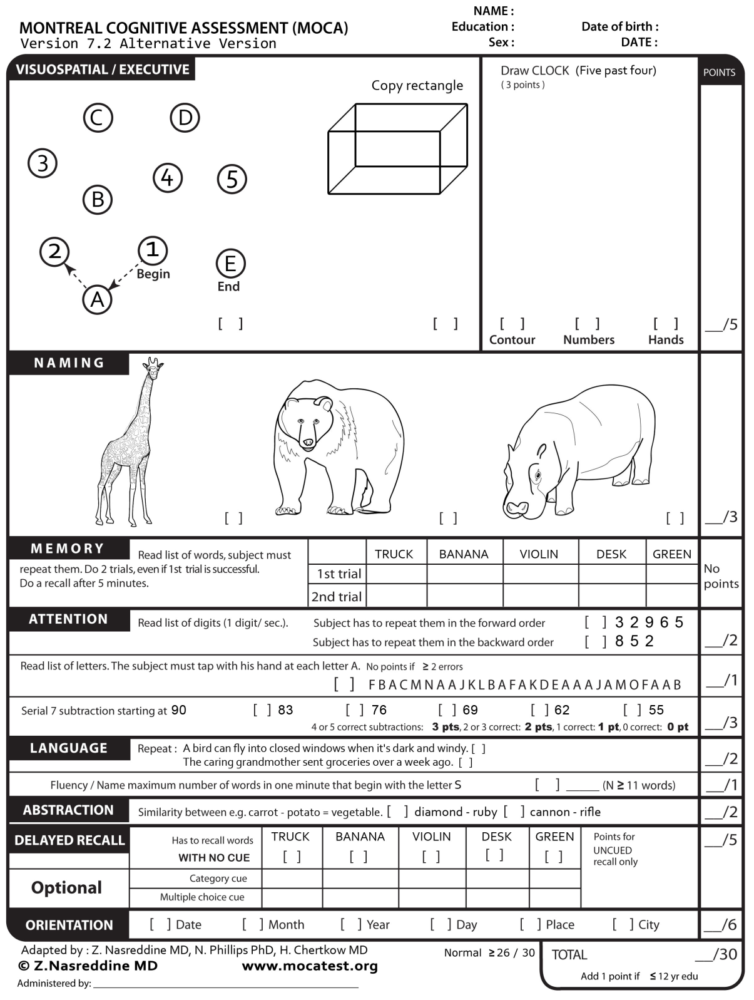 NAME :
MONTREAL COGNITIVE ASSESSMENT (MOCA)
Education :
Date of birth :
Version 7.2 Alternative Version
Sex :
DATE :
VISUOSPATIAL / EXECUTIVE
Copy rectangle
Draw CLOCK (Five past four)
( 3 points )
POINTS
C
D
3
4
5
B
2
1
Begin
E
End
A
[ ]
[ ]
[ ] [ ] [ ]
Contour Numbers Hands
__/5
NAMING
[ ]
[ ]
[ ]
__/3
MEMORY
Read list of words, subject must
repeat them. Do 2 trials, even if 1st trial is successful.
Do a recall after 5 minutes.
TRUCK BANANA VIOLIN DESK GREEN
1st trial
2nd trial
No
points
ATTENTION
Read list of digits (1 digit/ sec.).
Subject has to repeat them in the forward order [ ] 3 2 9 6 5
Subject has to repeat them in the backward order [ ] 8 5 2
__/2
Read list of letters. The subject must tap with his hand at each letter A. No points if ≥ 2 errors
[ ] F B A C M N A A J K L B A F A K D E A A A J A M O F A A B
__/1
Serial 7 subtraction starting at 90 [ ] 83 [ ] 76 [ ] 69 [ ] 62 [ ] 55
4 or 5 correct subtractions: 3 pts, 2 or 3 correct: 2 pts, 1 correct: 1 pt, 0 correct: 0 pt
__/3
LANGUAGE
Repeat : A bird can fly into closed windows when it's dark and windy. [ ]
The caring grandmother sent groceries over a week ago. [ ]
__/2
Fluency / Name maximum number of words in one minute that begin with the letter S [ ] _____ (N ≥ 11 words)
__/1
ABSTRACTION
Similarity between e.g. carrot - potato = vegetable. [ ] diamond - ruby [ ] cannon - rifle
__/2
DELAYED RECALL
Has to recall words
WITH NO CUE
TRUCK BANANA VIOLIN DESK GREEN
[ ] [ ] [ ] [ ] [ ]
Points for
UNCUED
recall only
__/5
Optional
Category cue
Multiple choice cue
ORIENTATION
[ ] Date [ ] Month [ ] Year [ ] Day [ ] Place [ ] City
__/6
Adapted by : Z. Nasreddine MD, N. Phillips PhD, H. Chertkow MD
© Z.Nasreddine MD www.mocatest.org
Normal ≥ 26 / 30
TOTAL __/30
Add 1 point if ≤ 12 yr edu
Administered by: ____________________